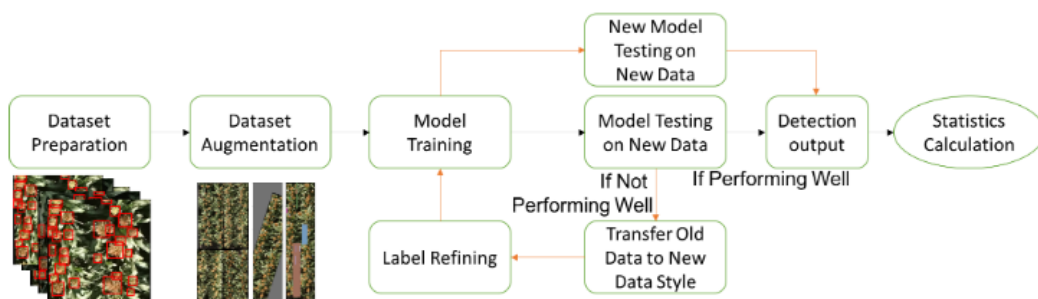 New Model
Testing on
New Data
Dataset
Preparation
Dataset
Augmentation
Model
Training
Model Testing
on New Data
Detection
output
Statistics
Calculation
If Not
Performing Well
If Performing Well
Label Refining
Transfer Old
Data to New
Data Style